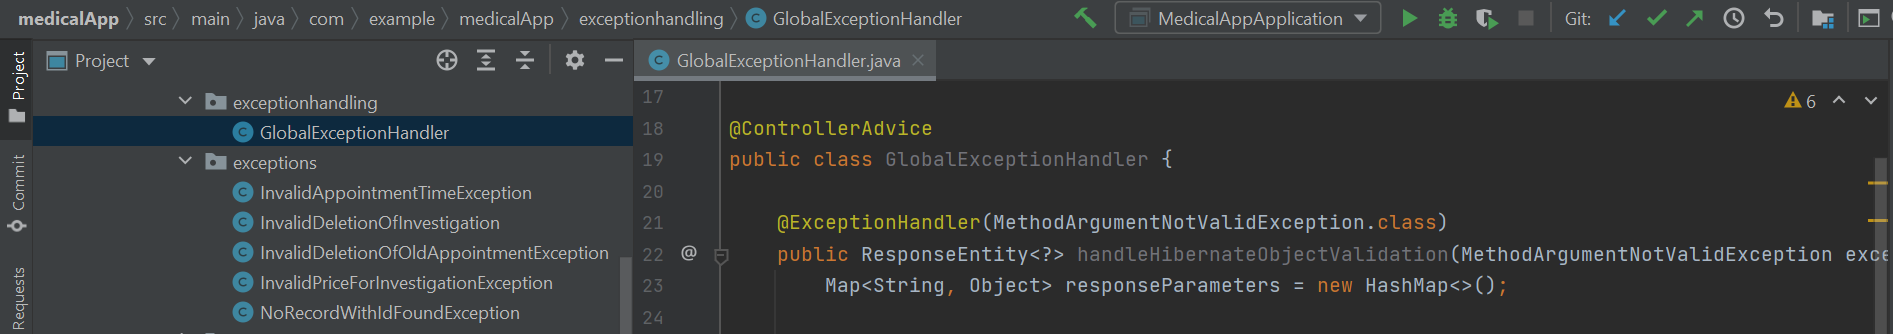 medicalApp src main java com example medicalApp exceptionhandling C GlobalExceptionHandler MedicalAppApplication Git:
Project
Commit
Requests
Project
exceptionhandling
C GlobalExceptionHandler
exceptions
C InvalidAppointmentTimeException
C InvalidDeletionOfInvestigation
C InvalidDeletionOfOldAppointmentException
C InvalidPriceForInvestigationException
C NoRecordWithIdFoundException
C GlobalExceptionHandler.java
6
17
18 @ControllerAdvice
19 public class GlobalExceptionHandler {
20
21 @ExceptionHandler(MethodArgumentNotValidException.class)
22 @ public ResponseEntity<?> handleHibernateObjectValidation(MethodArgumentNotValidException exce
23 Map<String, Object> responseParameters = new HashMap<>();
24